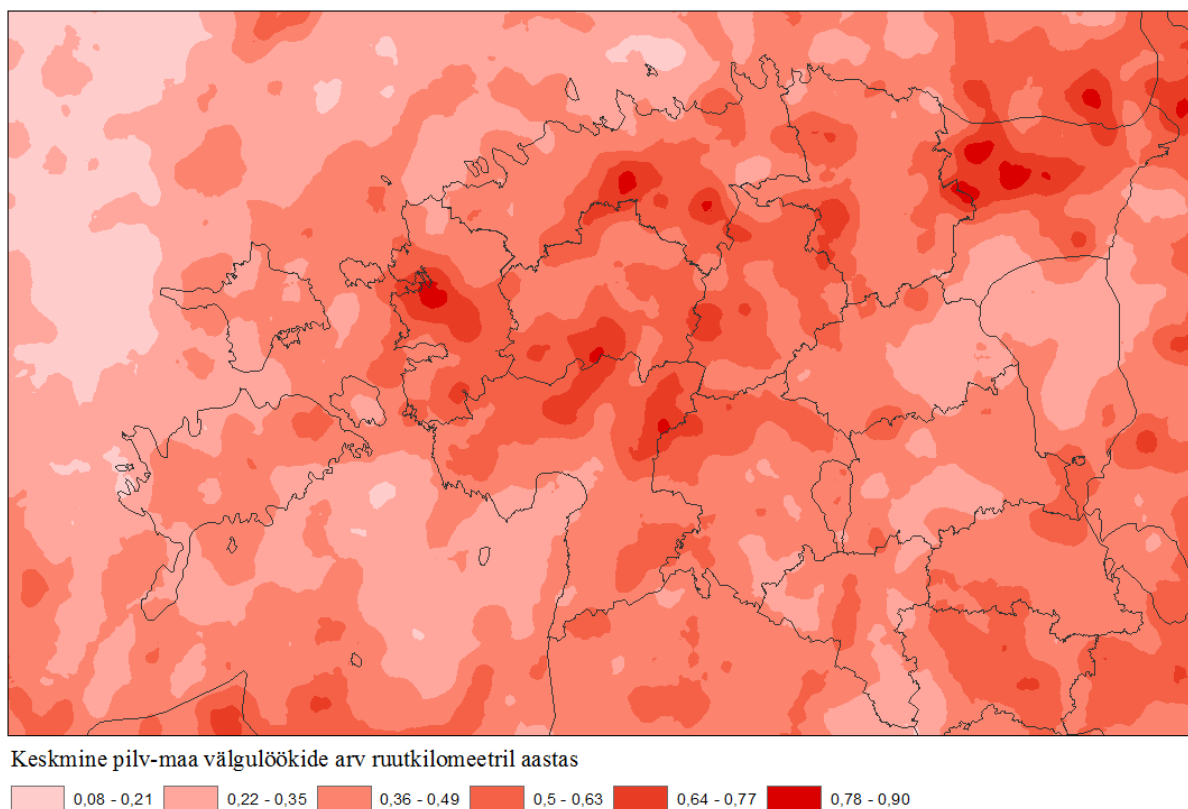 Keskmine pilv-maa välgulöökide arv ruutkilomeetril aastas
0,08 - 0,21 0,22 - 0,35 0,36 - 0,49 0,5 - 0,63 0,64 - 0,77 0,78 - 0,90